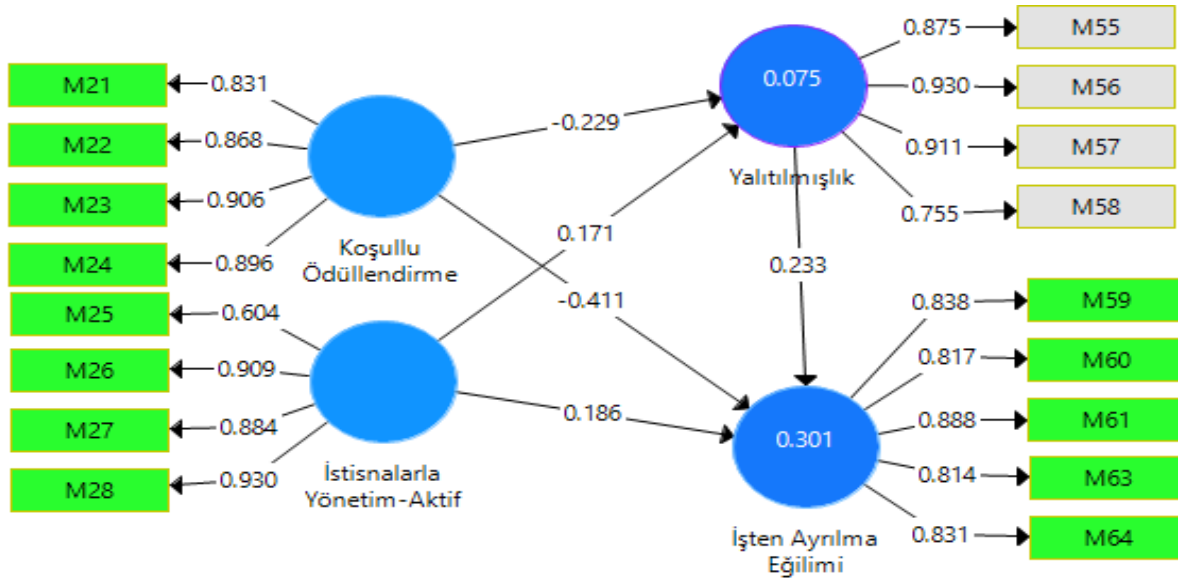 M21
M22
M23
M24
M25
M26
M27
M28
0.831
0.868
0.906
0.896
0.604
0.909
0.884
0.930
Koşullu
Ödüllendirme
İstisnalarla
Yönetim-Aktif
-0.229
0.171
-0.411
0.186
0.075
Yalıtılmışlık
0.233
0.301
İşten Ayrılma
Eğilimi
0.875
0.930
0.911
0.755
0.838
0.817
0.888
0.814
0.831
M55
M56
M57
M58
M59
M60
M61
M63
M64